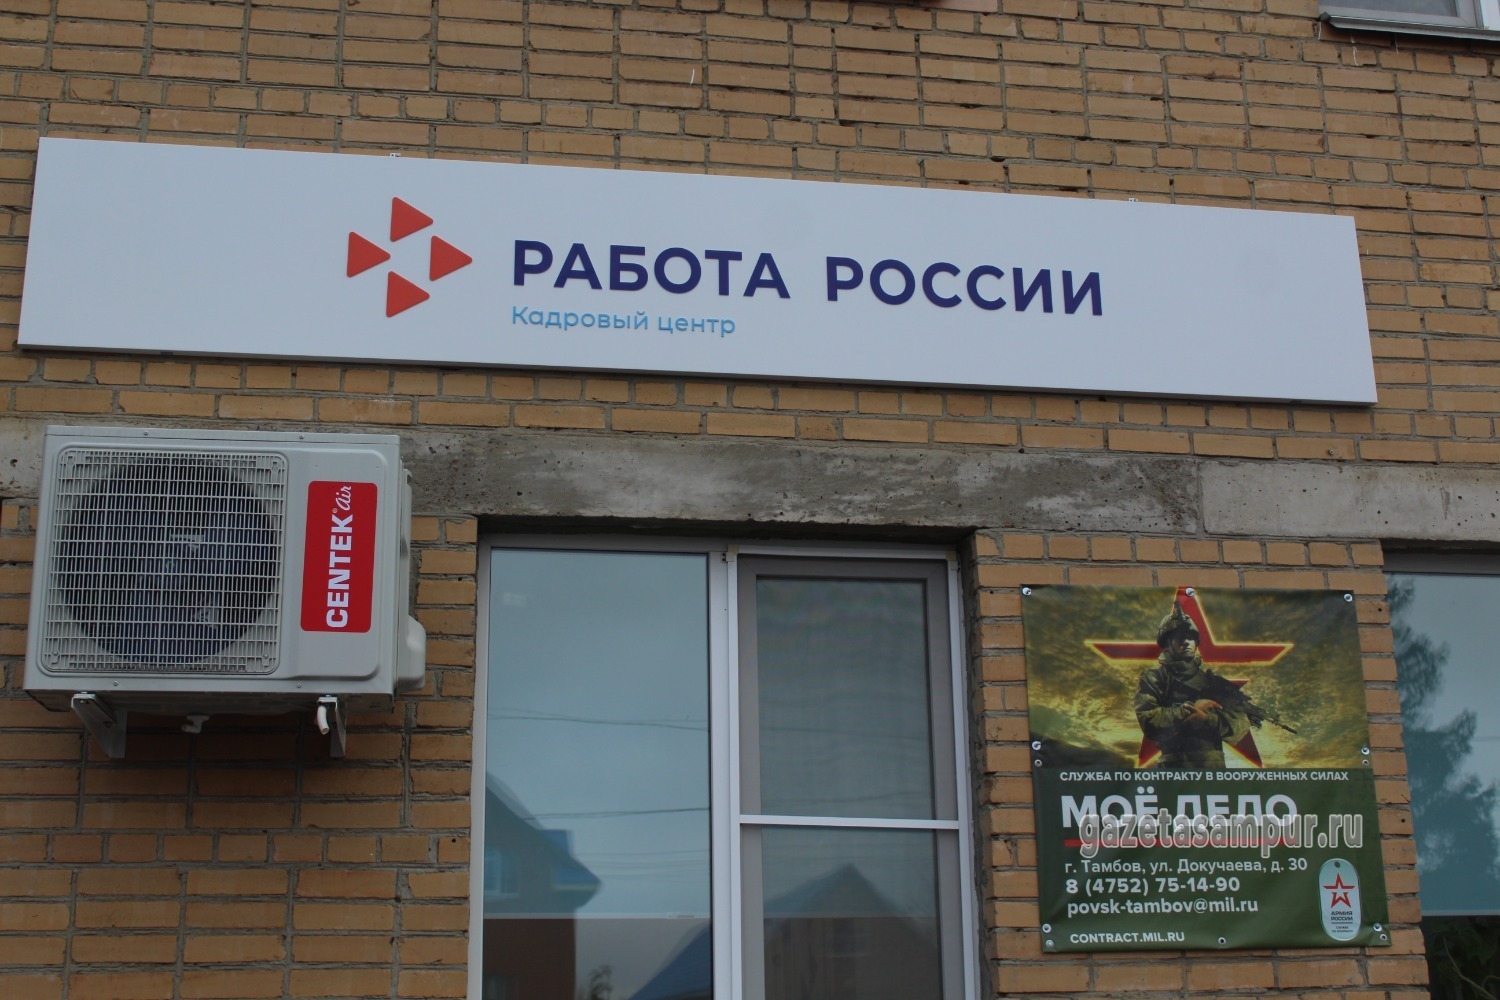 РАБОТА РОССИИ
Кадровый центр
CENTEK® air
СЛУЖБА ПО КОНТРАКТУ В ВООРУЖЕННЫХ СИЛАХ
МОЁ ДЕЛО
gazetasampur.ru
г. Тамбов, ул. Докучаева, д. 30
8 (4752) 75-14-90
povsk-tambov@mil.ru
АРМИЯ
РОССИИ
CONTRACT.MIL.RU